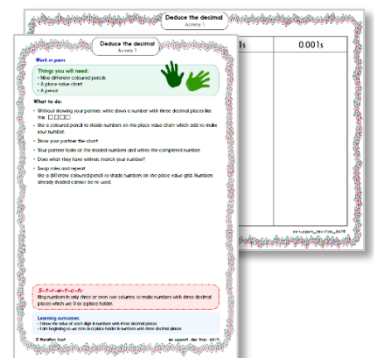 Deduce the decimal
Activity 1
Deduce the decimal
Activity 1
1s
0.001s
Work in pairs
Things you will need:
• Nine different coloured pencils
• A place value chart
• A pencil
What to do:
• Without showing your partner, write down a number with three decimal places like
this
• Use a coloured pencil to shade numbers on the place value chart which add to make
your number.
• Show your partner the chart.
• Your partner looks at the shaded numbers and writes the completed number.
• Does what they have written, match your number?
• Swap roles and repeat.
Use a different coloured pencil to shade numbers on the place value grid. Numbers
already shaded cannot be re-used.
S-t-r-e-t-c-h:
Ring numbers in only three or even two columns to make numbers with three decimal
places which use 0 as a place holder.
Learning outcomes:
• I know the value of each digit in numbers with three decimal places.
• I am beginning to use zero as a place holder in numbers with three decimal places.
© Hamilton Trust